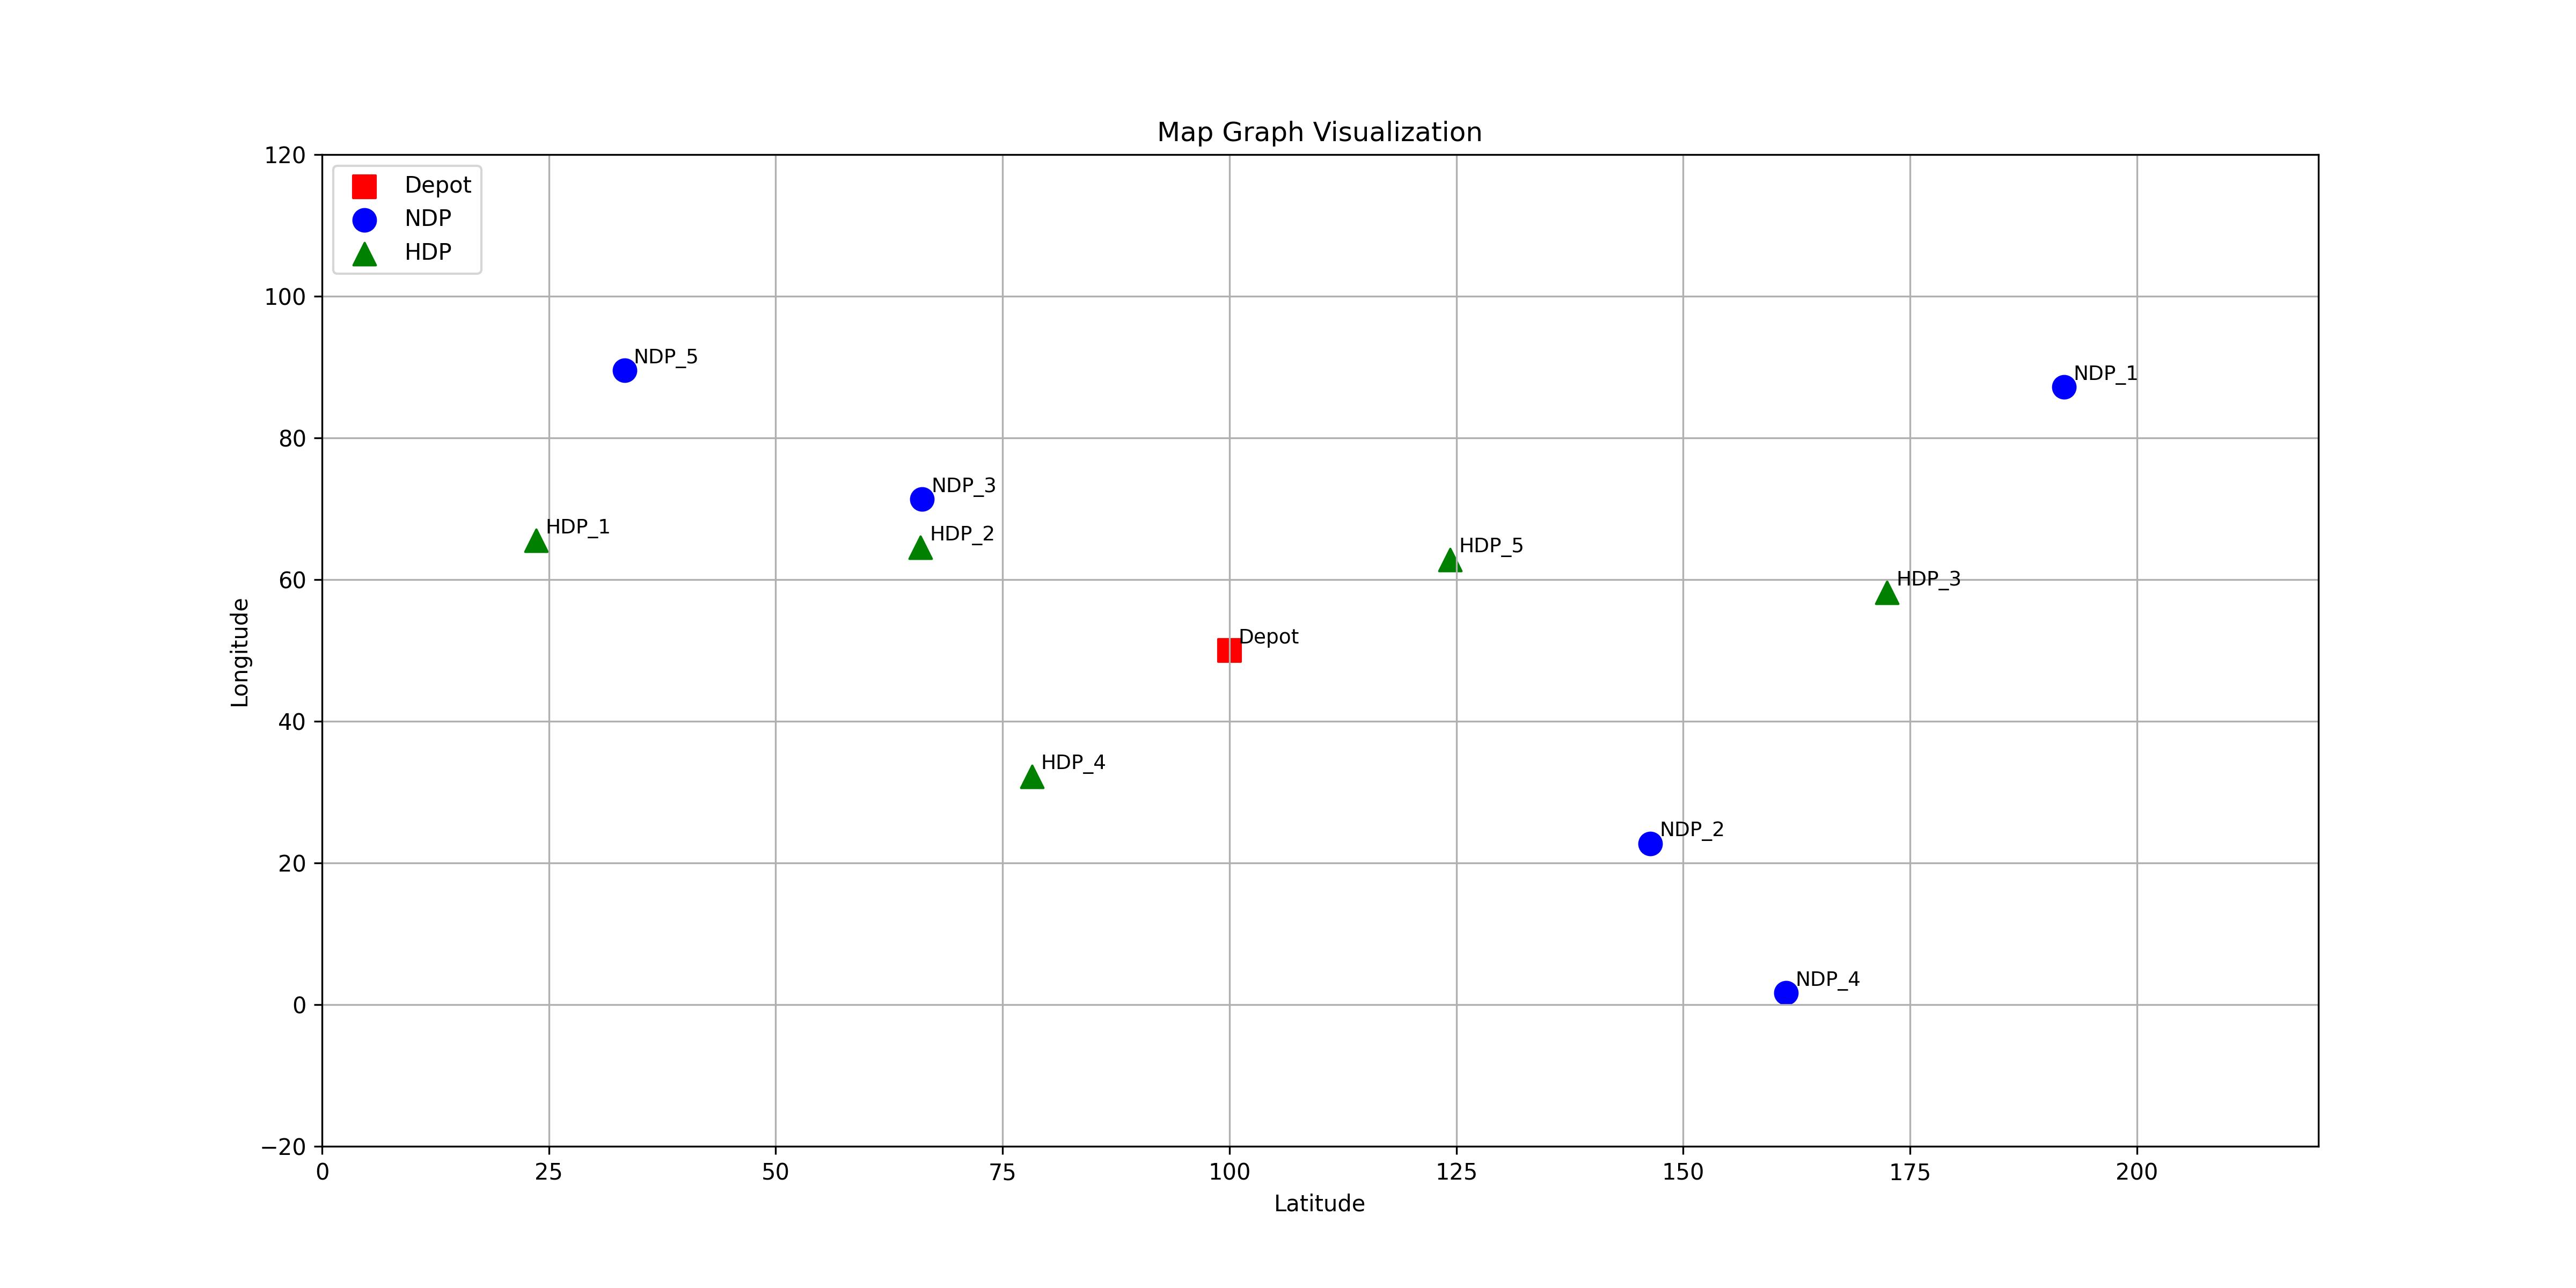 Map Graph Visualization
120
100
80
60
40
20
0
−20
Longitude
Depot
NDP
HDP
NDP_5
NDP_1
NDP_3
HDP_1
HDP_2
HDP_5
HDP_3
Depot
HDP_4
NDP_2
NDP_4
0 25 50 75 100 125 150 175 200
Latitude